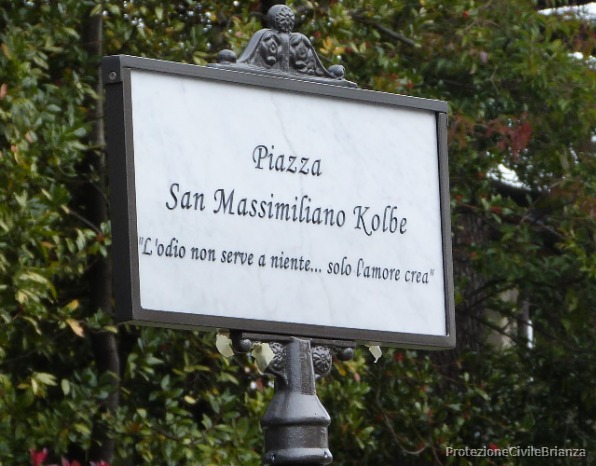 Piazza
San Massimiliano Kolbe
"L'odio non serve a niente... solo l'amore crea"
ProtezioneCivileBrianza